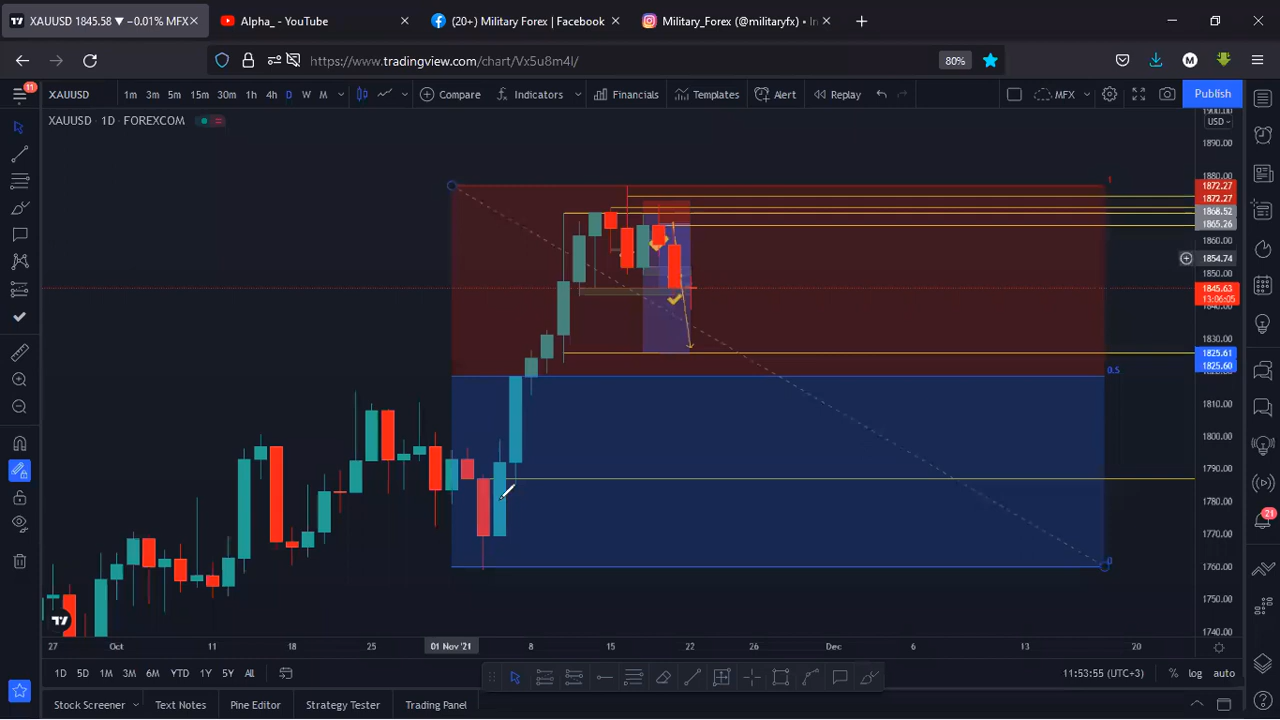 XAUUSD 1845.58 ▼ −0.01% MFX
Alpha_ - YouTube
(20+) Military Forex | Facebook
Military_Forex (@militaryfx) • In
80%
https://www.tradingview.com/chart/Vx5u8m4l/
M
11
XAUUSD
1m 3m 5m 15m 30m 1h 4h D W M
Compare
Indicators
Financials
Templates
Alert
Replay
MFX
Publish
XAUUSD · 1D · FOREXCOM
USD
1890.00
1880.00
1
1872.27
1872.27
1868.52
1865.26
1860.00
1854.74
1850.00
1845.63
13:06:05
1830.00
1825.61
1825.60
0.5
1810.00
1800.00
1790.00
1780.00
1770.00
1760.00
0
1750.00
1740.00
21
27 Oct 11 18 25 01 Nov '21 8 15 22 26 Dec 6 13 20
1D 5D 1M 3M 6M YTD 1Y 5Y All
11:53:55 (UTC+3) % log auto
Stock Screener Text Notes Pine Editor Strategy Tester Trading Panel